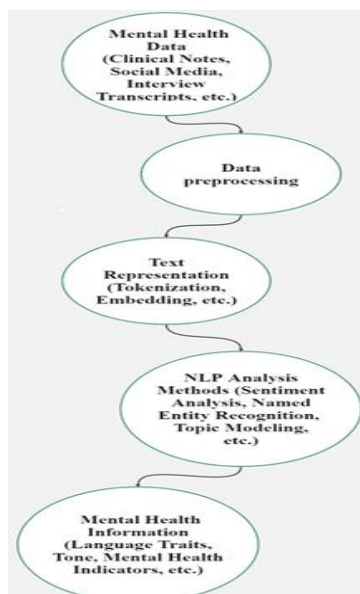 Mental Health
Data
(Clinical Notes,
Social Media,
Interview
Transcripts, etc.)
Data
preprocessing
Text
Representation
(Tokenization,
Embedding, etc.)
NLP Analysis
Methods (Sentiment
Analysis, Named
Entity Recognition,
Topic Modeling,
etc.)
Mental Health
Information
(Language Traits,
Tone, Mental Health
Indicators, etc.)